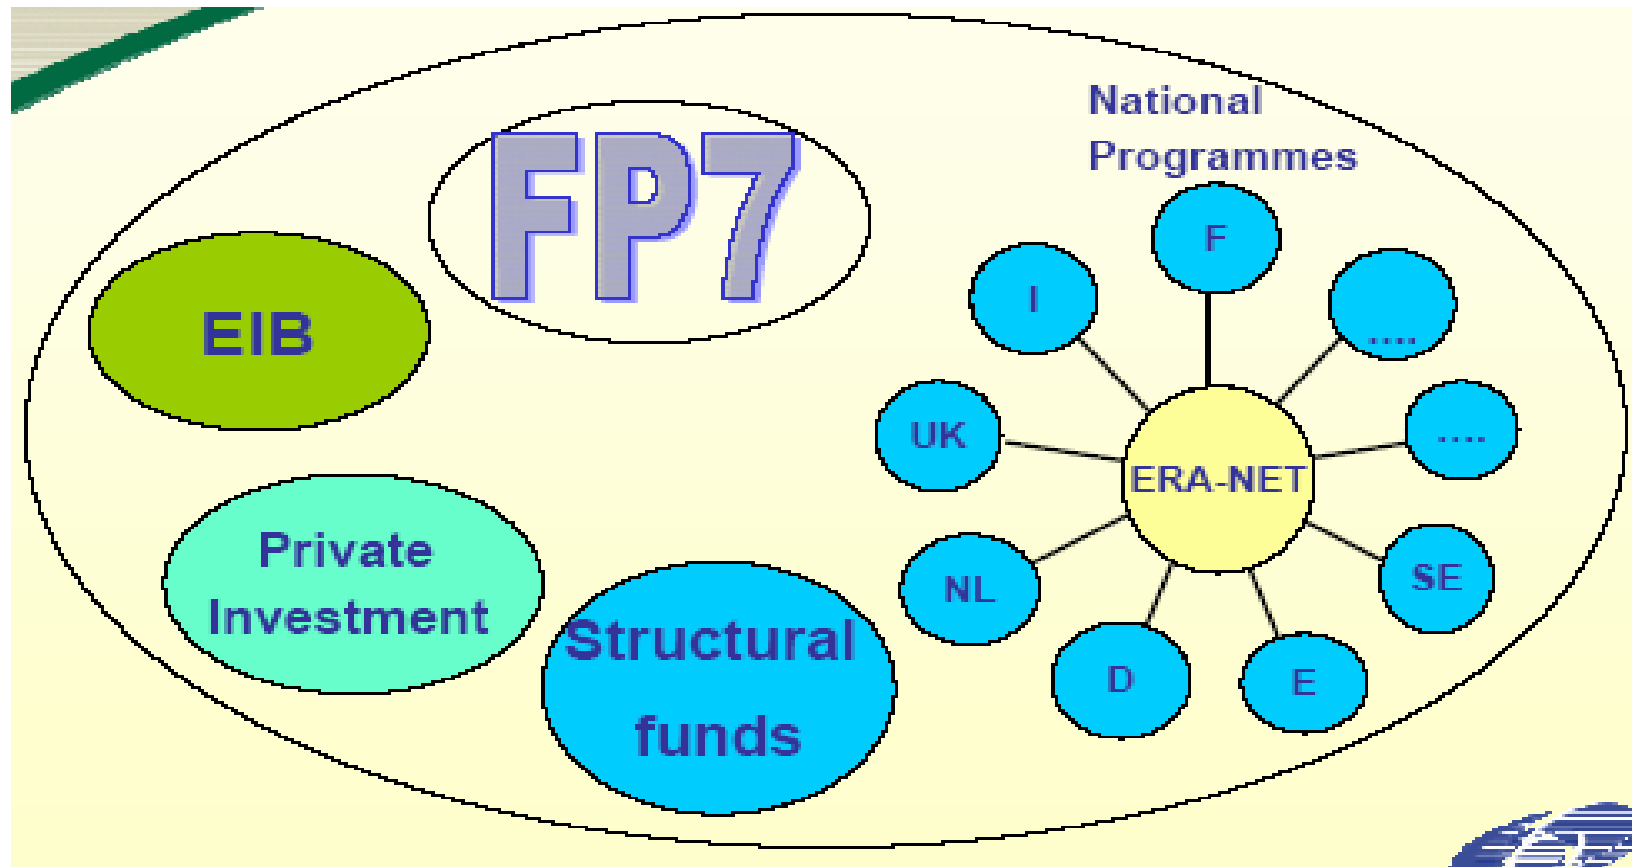 FP7
EIB
Private
Investment
Structural
funds
National
Programmes
F
I
....
UK
....
ERA-NET
NL
SE
D
E